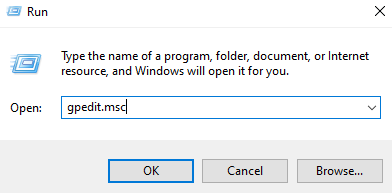 Run
Type the name of a program, folder, document, or Internet
resource, and Windows will open it for you.
Open: gpedit.msc
OK Cancel Browse...